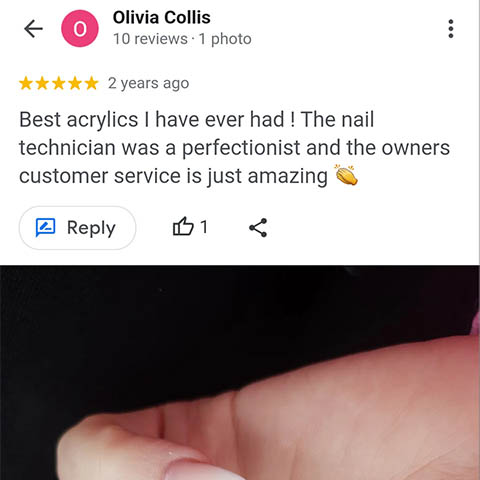 O
Olivia Collis
10 reviews · 1 photo
2 years ago
Best acrylics I have ever had ! The nail
technician was a perfectionist and the owners
customer service is just amazing 👏
Reply
1